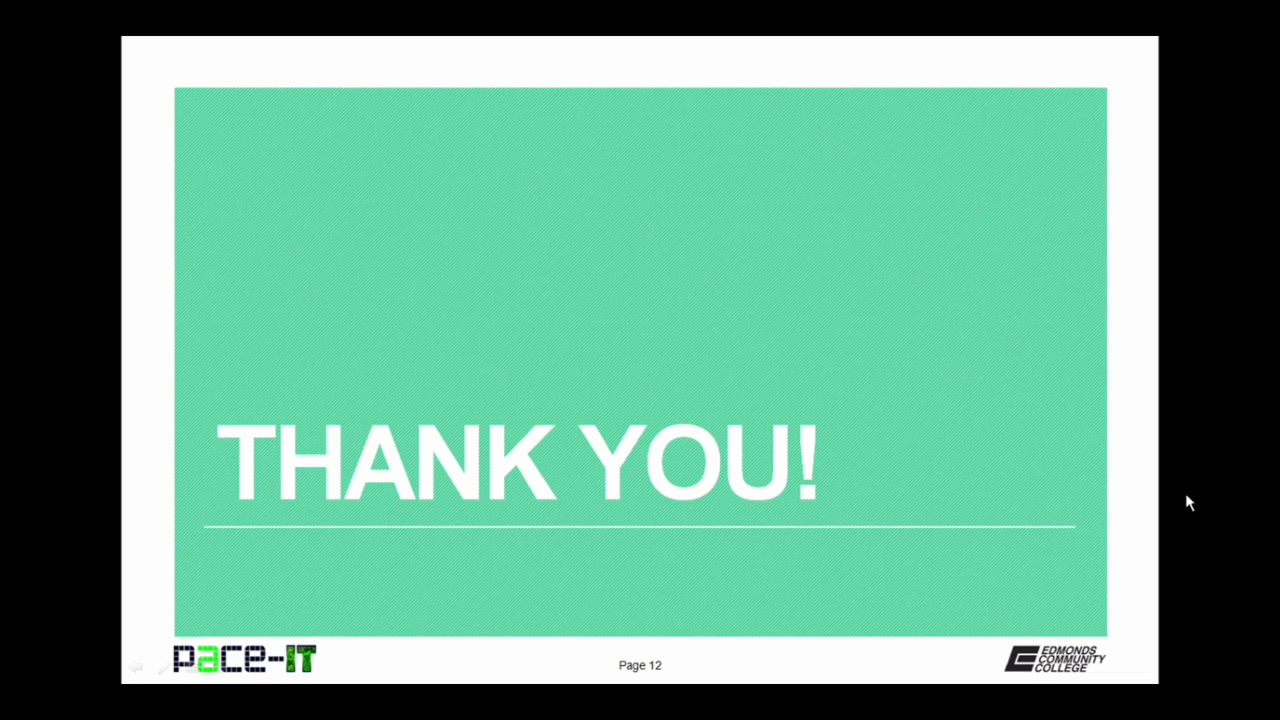 THANK YOU!
pace-IT
Page 12
EDMONDS
COMMUNITY
COLLEGE